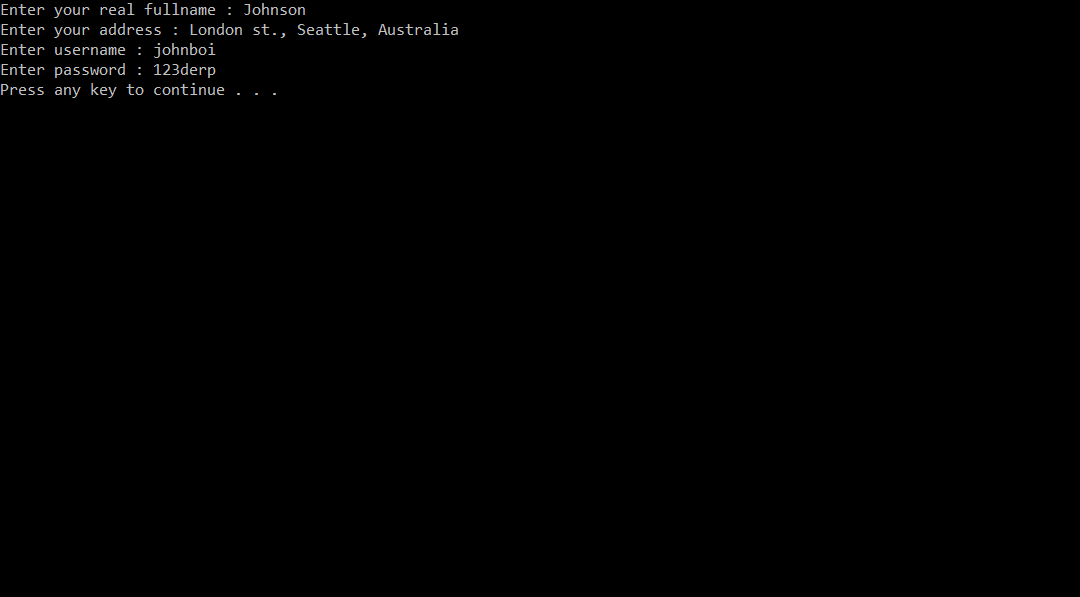 Enter your real fullname : Johnson
Enter your address : London st., Seattle, Australia
Enter username : johnboi
Enter password : 123derp
Press any key to continue . . .